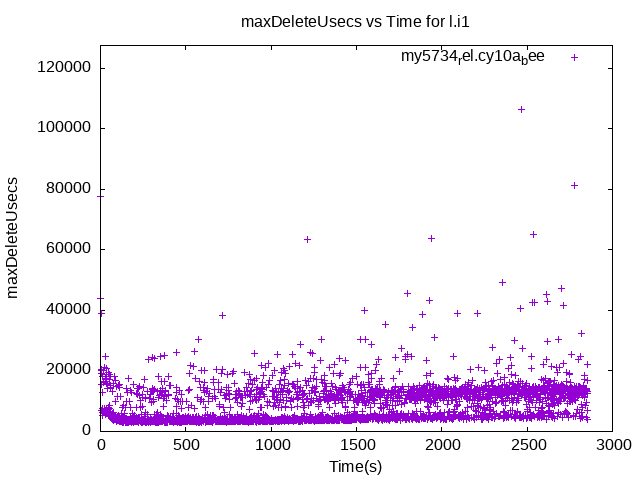 maxDeleteUsecs vs Time for l.i1
my5734rel.cy10abee
120000
100000
80000
60000
40000
20000
0
maxDeleteUsecs
0 500 1000 1500 2000 2500 3000
Time(s)